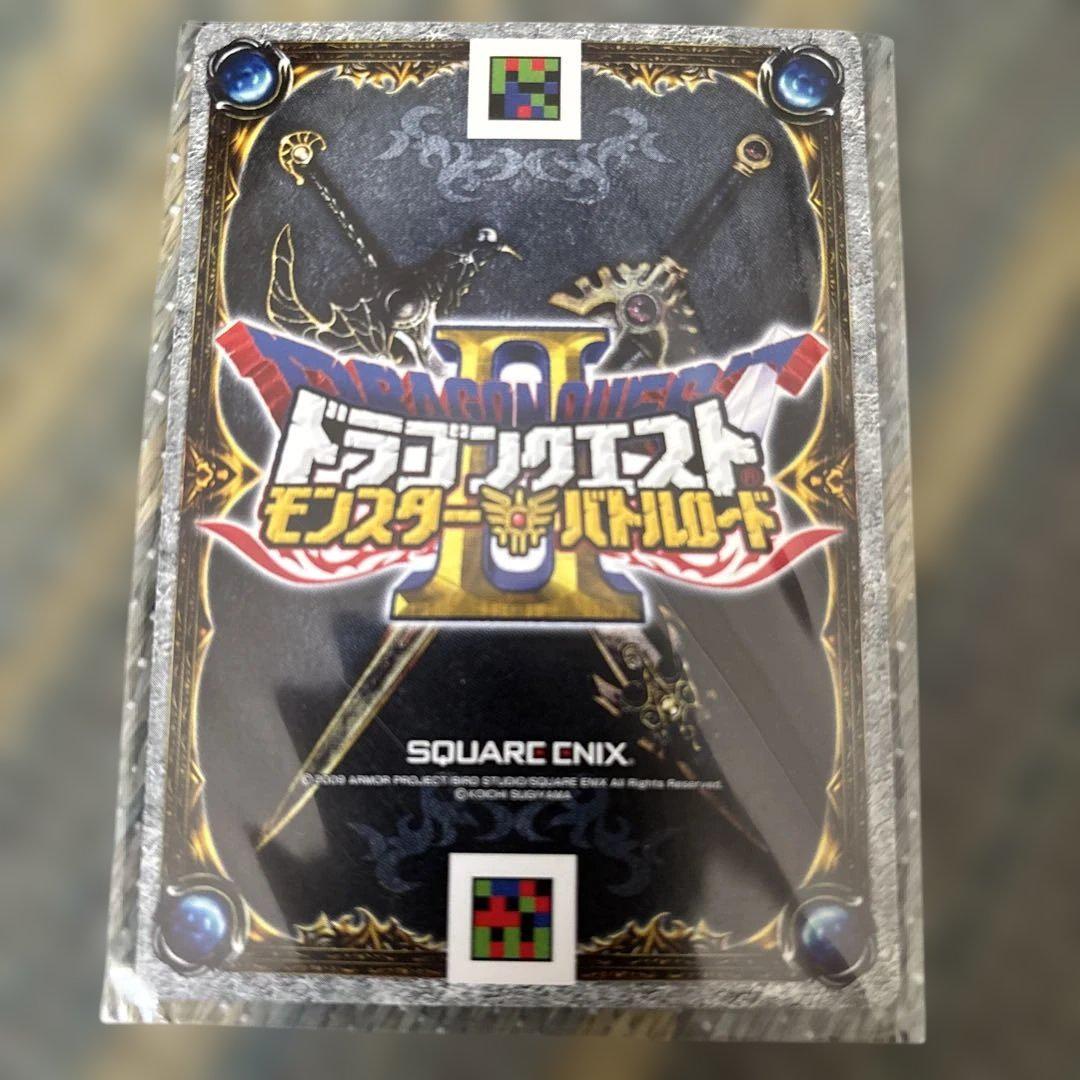 DRAGON QUEST
II
ドラゴンクエスト®
モンスター バトルロード
SQUARE ENIX.
©2009 ARMOR PROJECT/BIRD STUDIO/SQUARE ENIX All Rights Reserved.
©KOICHI SUGIYAMA